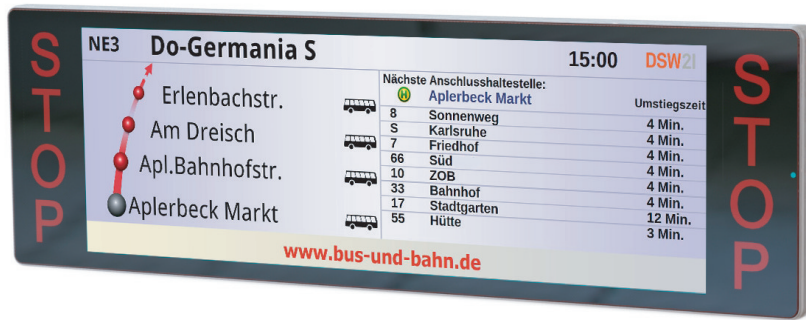 STOP
NE3 Do-Germania S 15:00 DSW21
Erlenbachstr.
Am Dreisch
Apl.Bahnhofstr.
Aplerbeck Markt
Nächste Anschlusshaltestelle:
H Aplerbeck Markt Umstiegszeit
8 Sonnenweg 4 Min.
S Karlsruhe 4 Min.
7 Friedhof 4 Min.
66 Süd 4 Min.
10 ZOB 4 Min.
33 Bahnhof 4 Min.
17 Stadtgarten 12 Min.
55 Hütte 3 Min.
www.bus-und-bahn.de
STOP